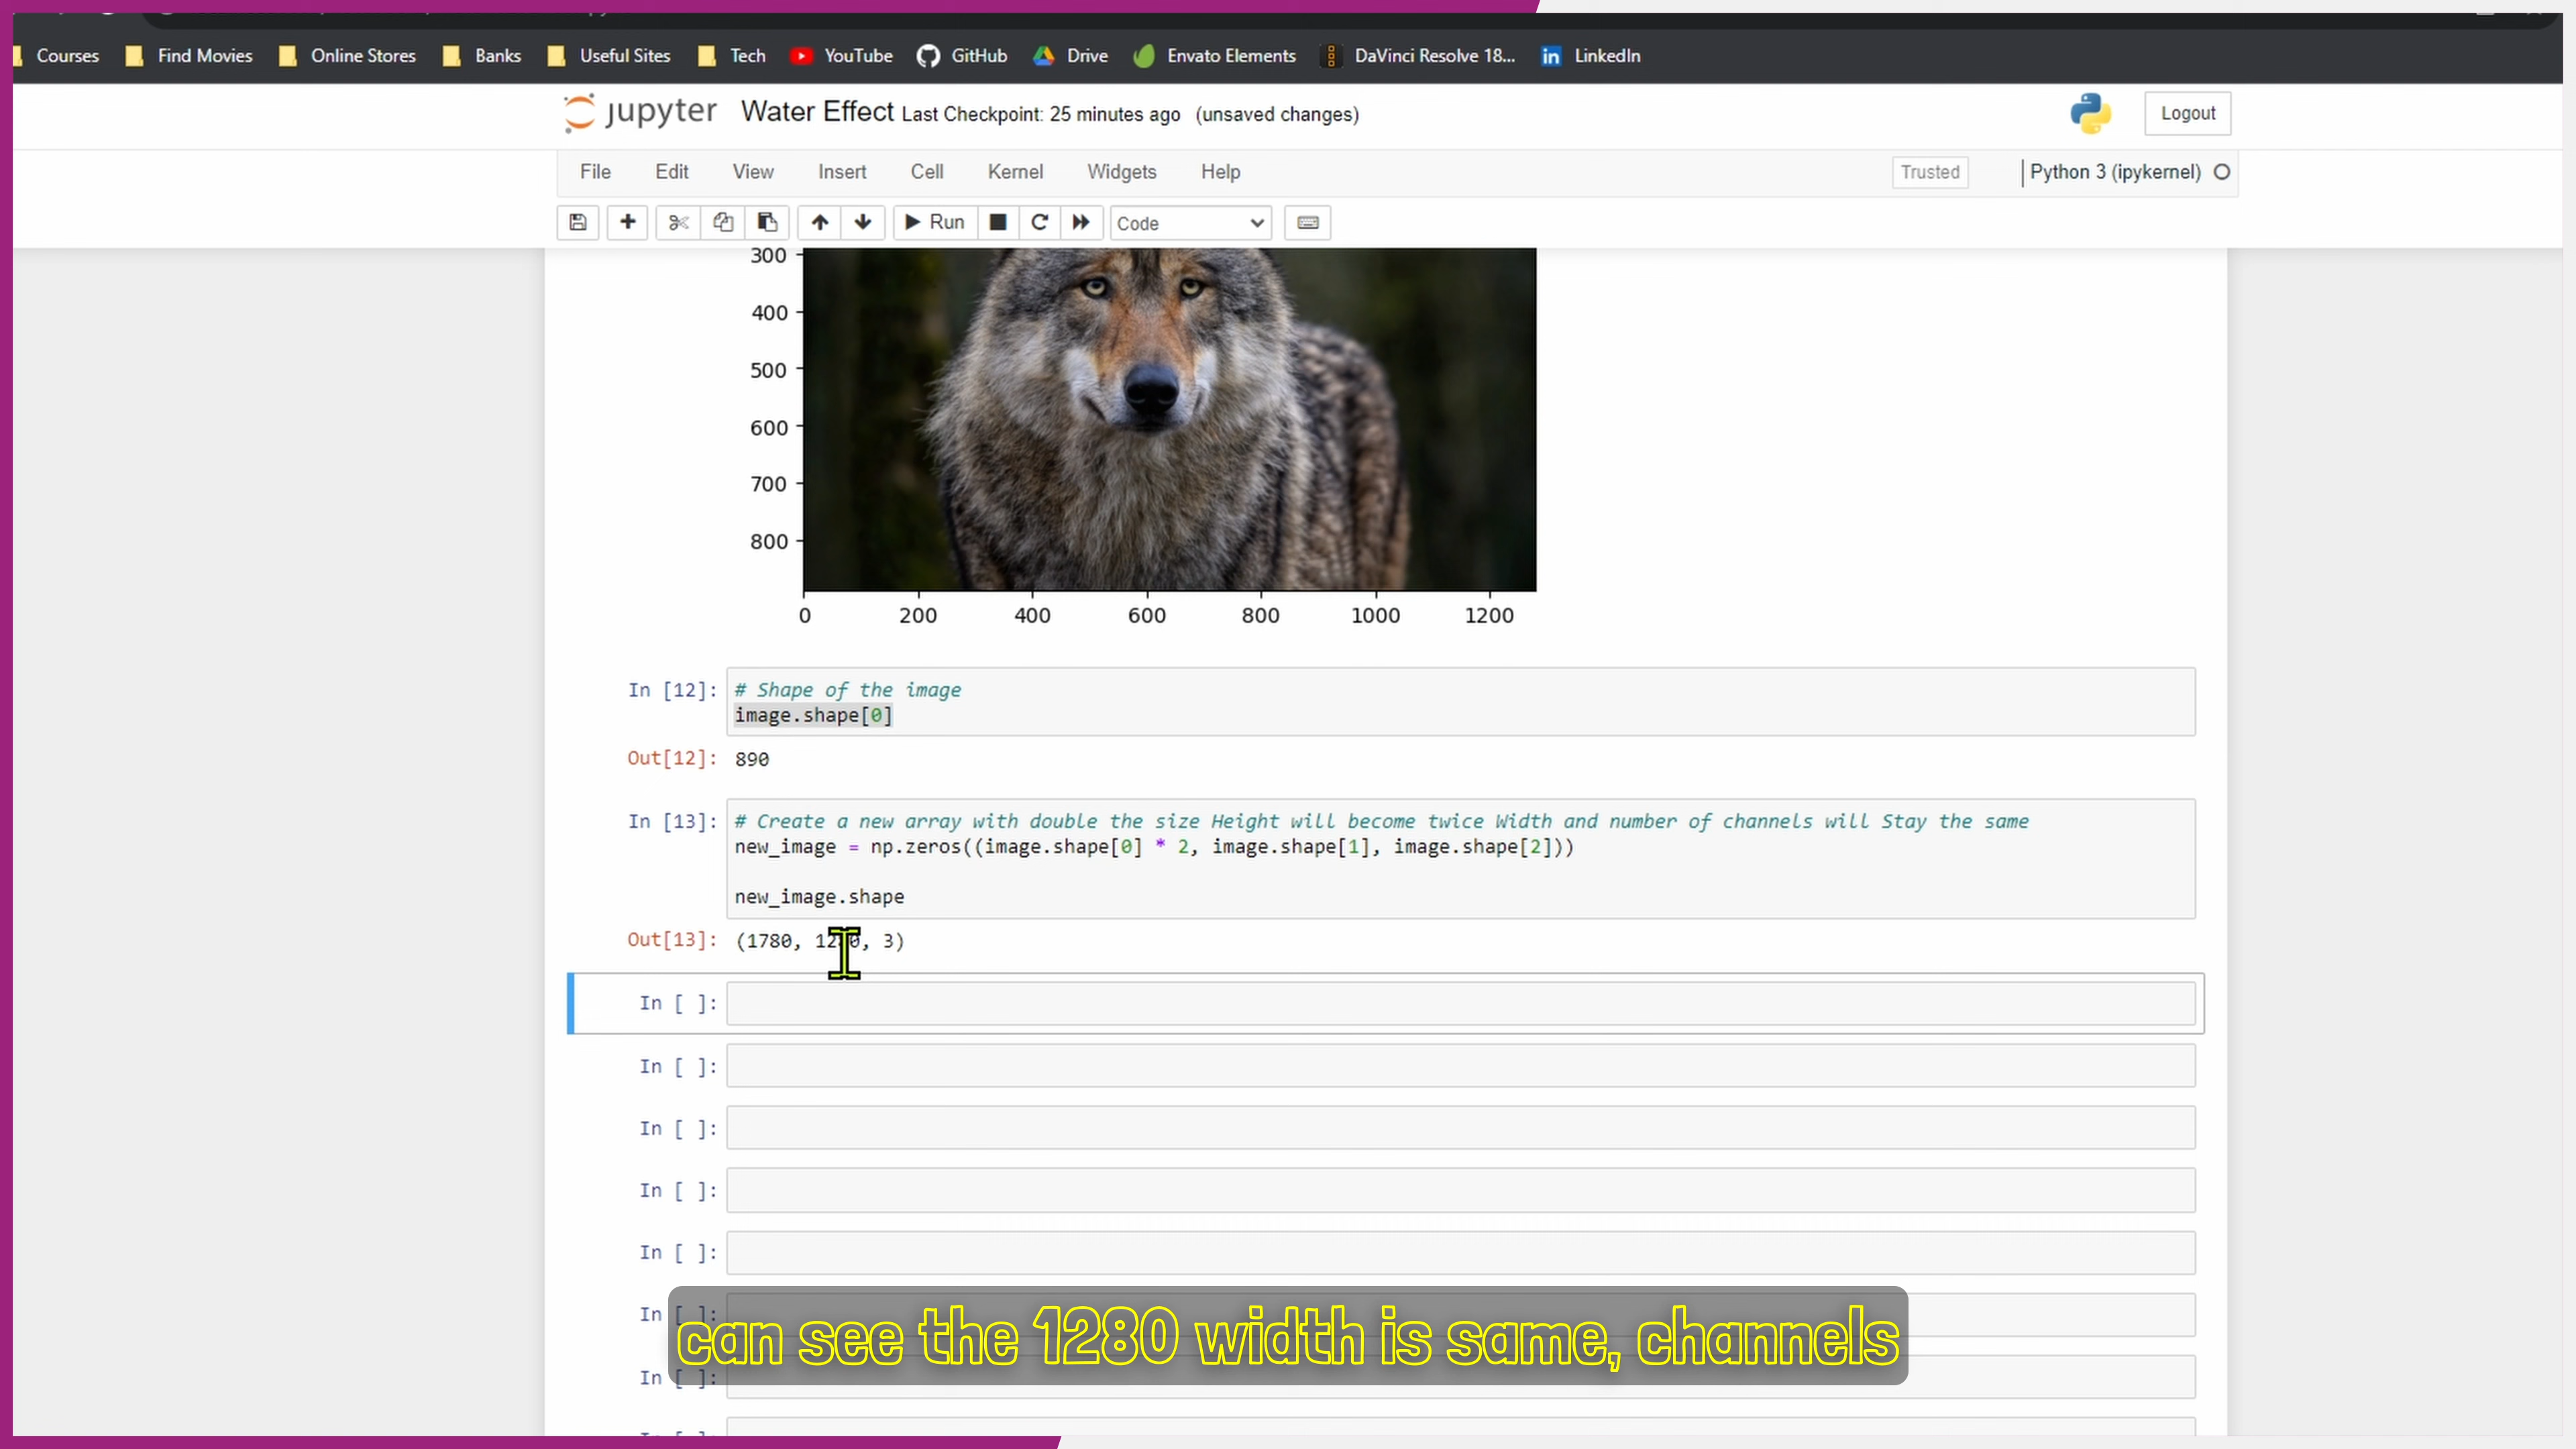 Courses Find Movies Online Stores Banks Useful Sites Tech YouTube GitHub Drive Envato Elements DaVinci Resolve 18... LinkedIn
jupyter Water Effect Last Checkpoint: 25 minutes ago (unsaved changes) Logout
File Edit View Insert Cell Kernel Widgets Help Trusted Python 3 (ipykernel)
Run Code
300
400
500
600
700
800
0 200 400 600 800 1000 1200
In [12]: # Shape of the image
image.shape[0]
Out[12]: 890
In [13]: # Create a new array with double the size Height will become twice Width and number of channels will Stay the same
new_image = np.zeros((image.shape[0] * 2, image.shape[1], image.shape[2]))
new_image.shape
Out[13]: (1780, 1280, 3)
In [ ]:
In [ ]:
In [ ]:
In [ ]:
In [ ]:
In [ ]:
can see the 1280 width is same, channels
In [ ]: